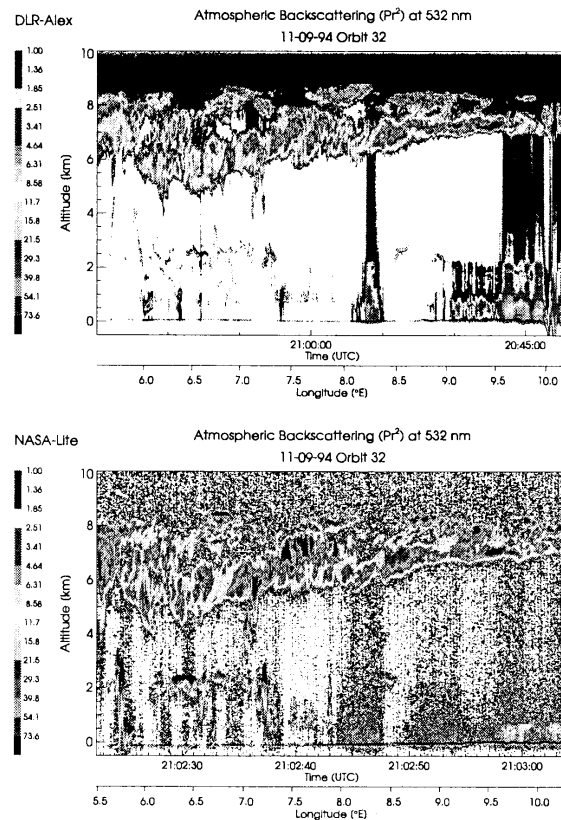 DLR-Alex
Atmospheric Backscattering (Pr²) at 532 nm
11-09-94 Orbit 32
1.00
1.36
1.85
2.51
3.41
4.64
6.31
8.58
11.7
15.8
21.5
29.3
39.8
54.1
73.6
Altitude (km)
10
8
6
4
2
0
21:00:00 20:45:00
Time (UTC)
6.0 6.5 7.0 7.5 8.0 8.5 9.0 9.5 10.0
Longitude (°E)
NASA-Lite
Atmospheric Backscattering (Pr²) at 532 nm
11-09-94 Orbit 32
1.00
1.36
1.85
2.51
3.41
4.64
6.31
8.58
11.7
15.8
21.5
29.3
39.8
54.1
73.6
Altitude (km)
10
8
6
4
2
0
21:02:30 21:02:40 21:02:50 21:03:00
Time (UTC)
5.5 6.0 6.5 7.0 7.5 8.0 8.5 9.0 9.5 10.0
Longitude (°E)